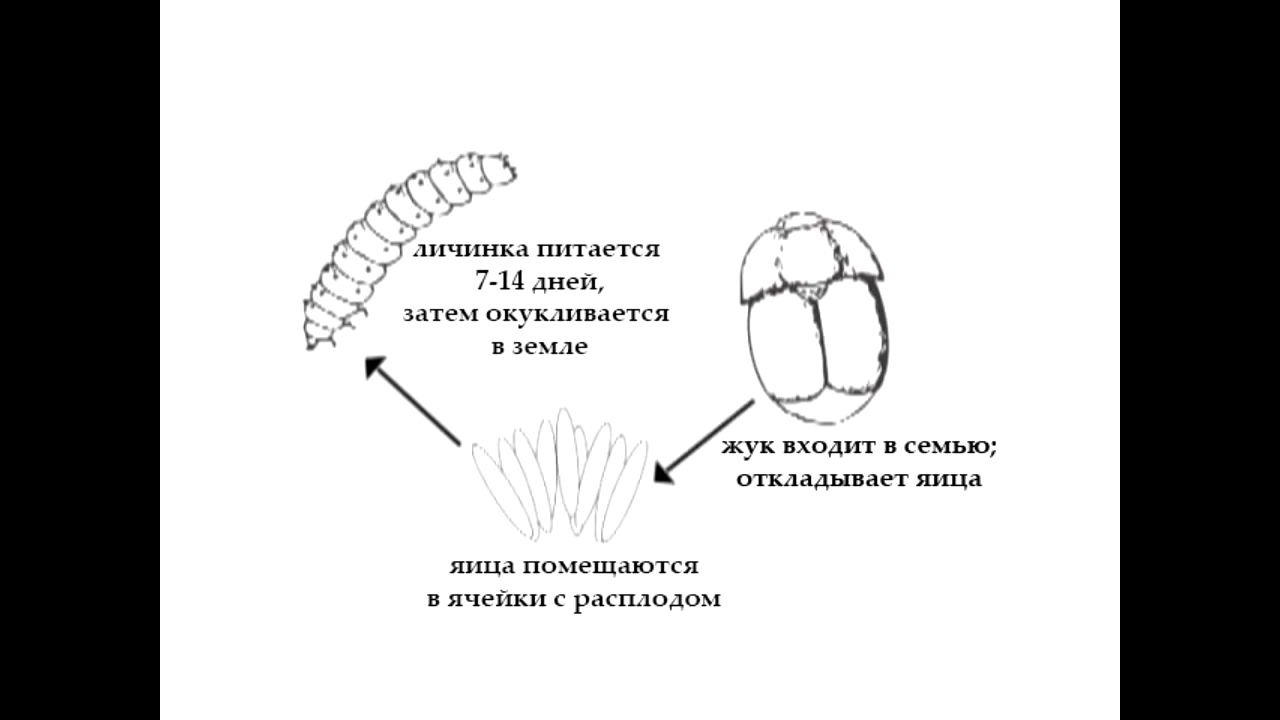 личинка питается
7-14 дней,
затем окукливается
в земле
жук входит в семью;
откладывает яица
яица помещаются
в ячейки с расплодом